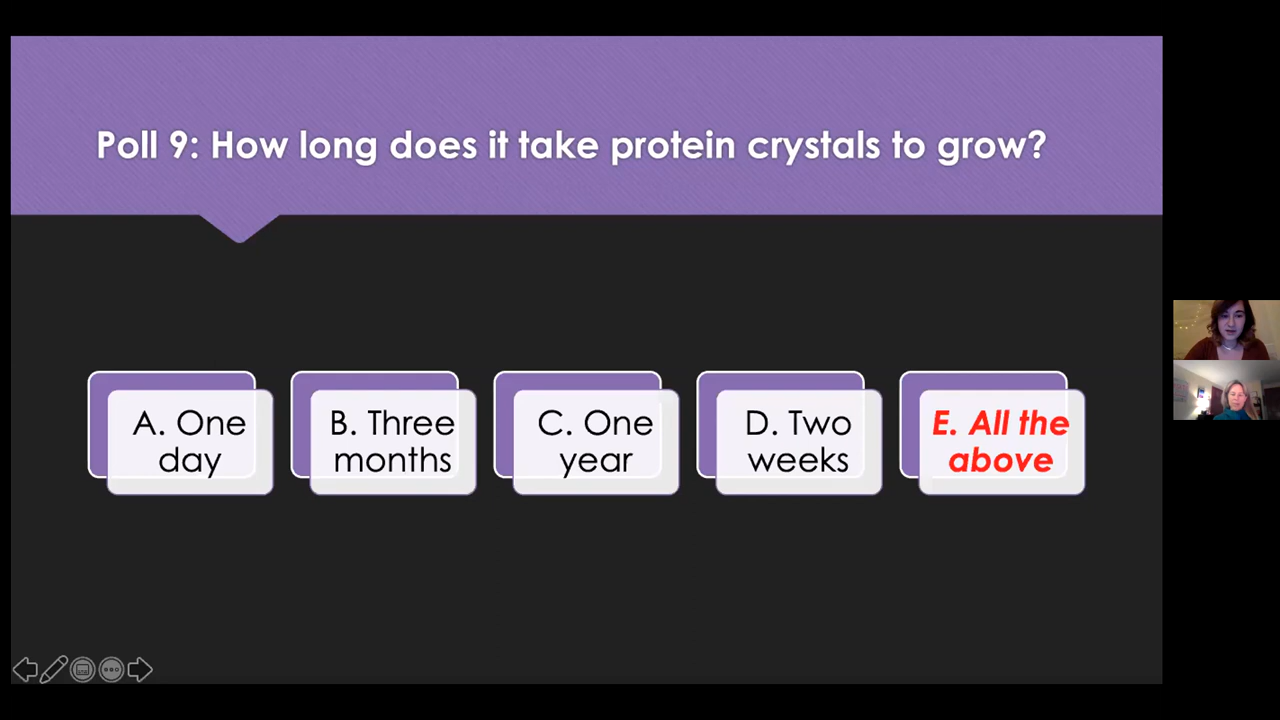 Poll 9: How long does it take protein crystals to grow?
A. One
day
B. Three
months
C. One
year
D. Two
weeks
E. All the
above